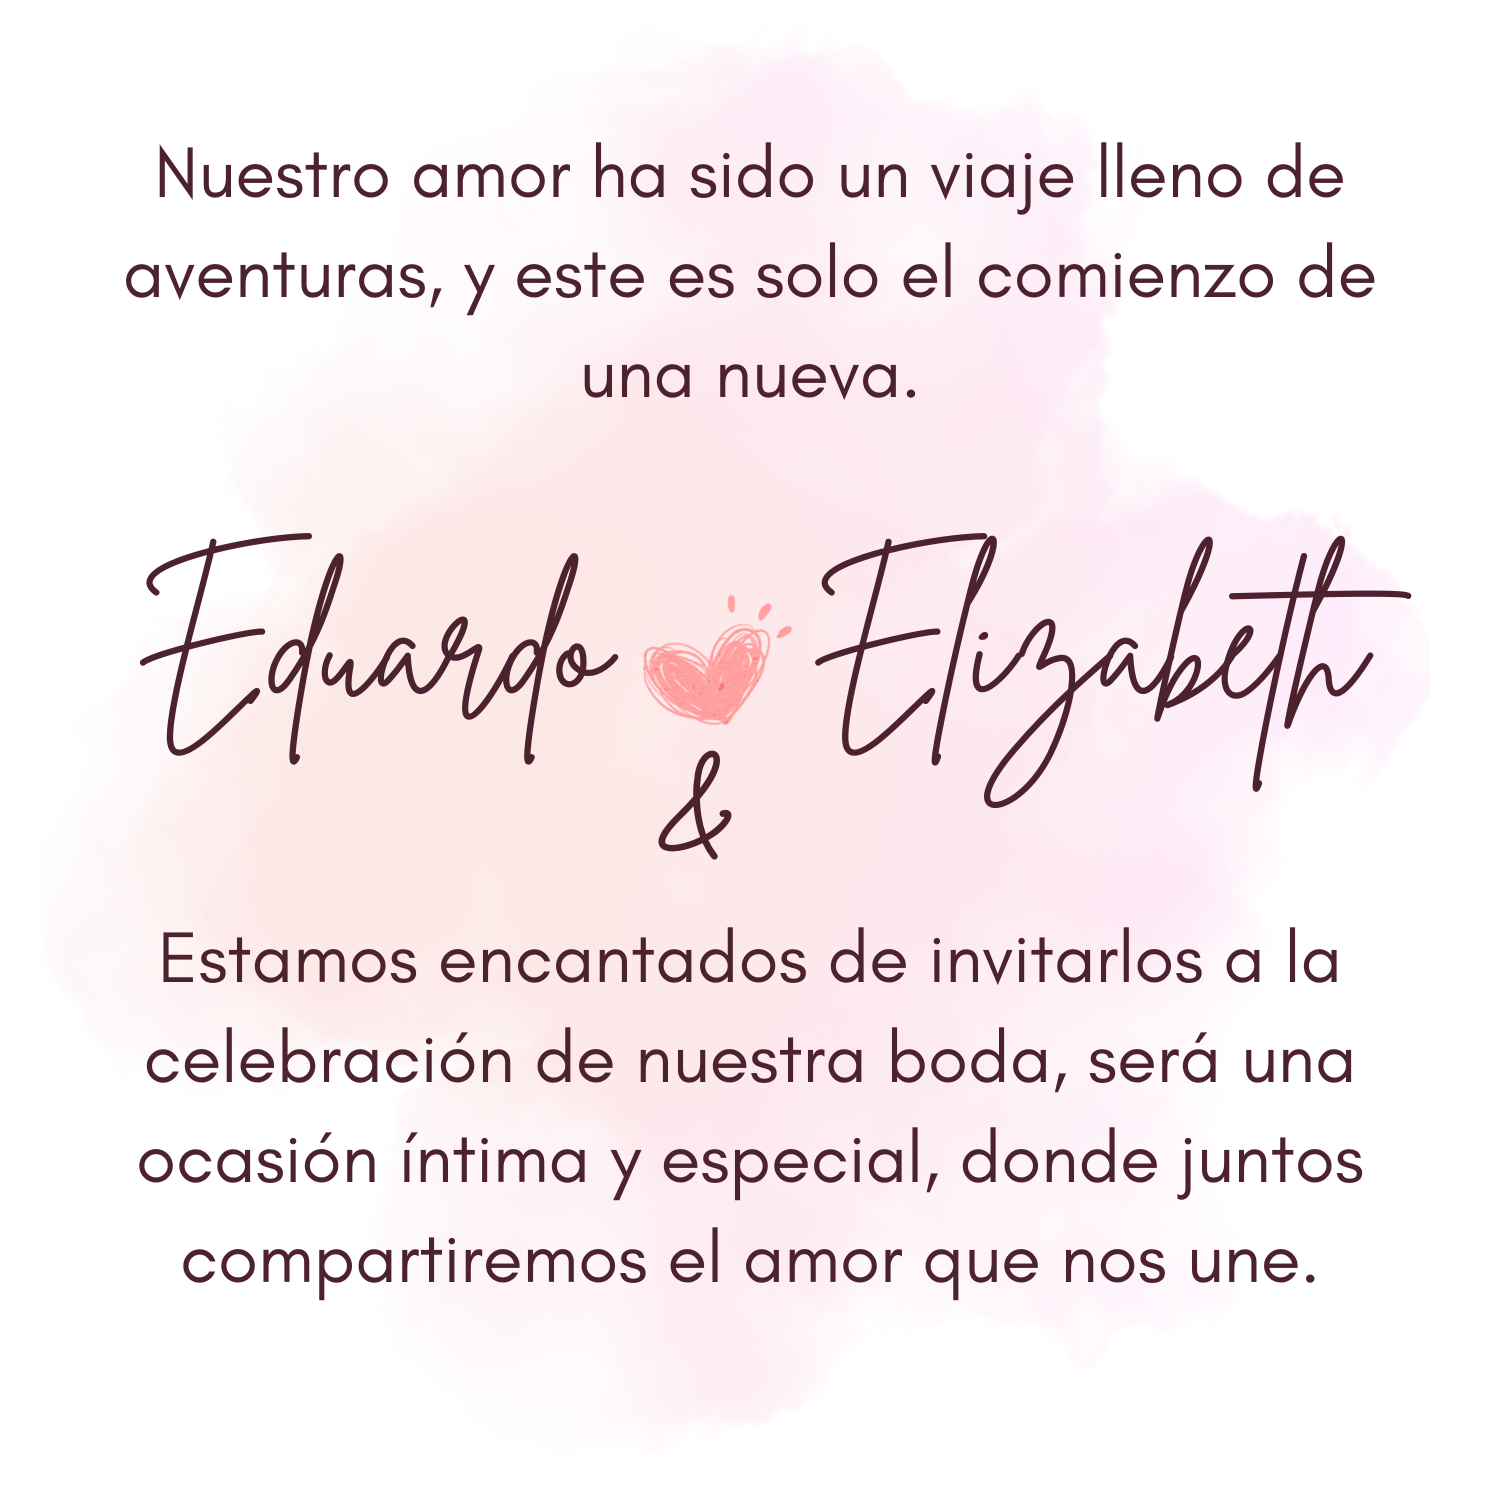 Nuestro amor ha sido un viaje lleno de
aventuras, y este es solo el comienzo de
una nueva.
Eduardo Elizabeth
&
Estamos encantados de invitarlos a la
celebración de nuestra boda, será una
ocasión íntima y especial, donde juntos
compartiremos el amor que nos une.